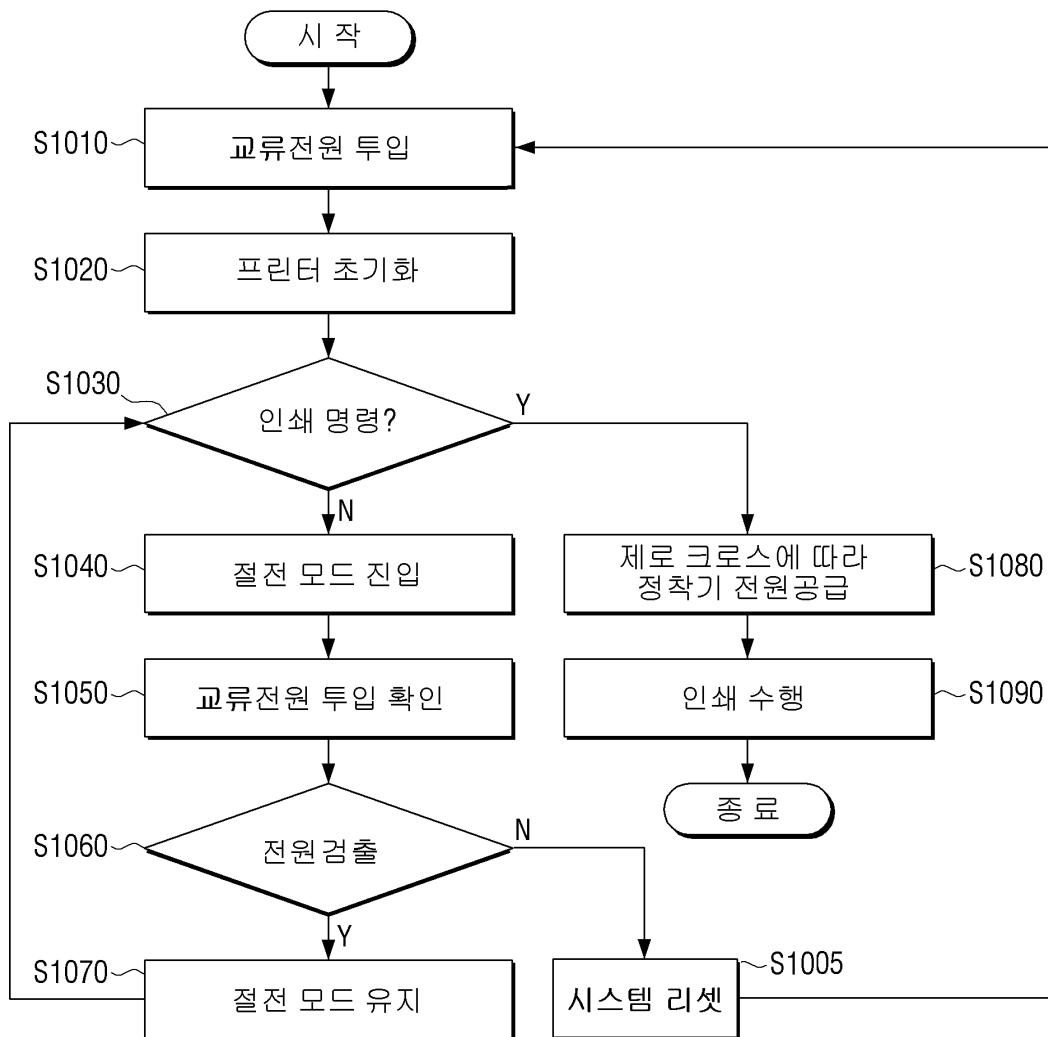 시 작
S1010
교류전원 투입
S1020
프린터 초기화
S1030
인쇄 명령?
Y
N
S1040
절전 모드 진입
제로 크로스에 따라
정착기 전원공급
S1080
S1050
교류전원 투입 확인
인쇄 수행
S1090
종 료
S1060
전원검출
N
Y
S1070
절전 모드 유지
시스템 리셋
S1005